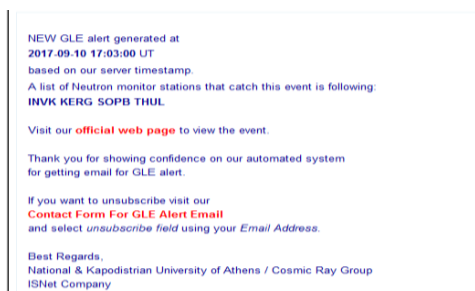 NEW GLE alert generated at
2017-09-10 17:03:00 UT
based on our server timestamp.
A list of Neutron monitor stations that catch this event is following:
INVK KERG SOPB THUL
Visit our official web page to view the event.
Thank you for showing confidence on our automated system
for getting email for GLE alert.
If you want to unsubscribe visit our
Contact Form For GLE Alert Email
and select unsubscribe field using your Email Address.
Best Regards,
National & Kapodistrian University of Athens / Cosmic Ray Group
ISNet Company